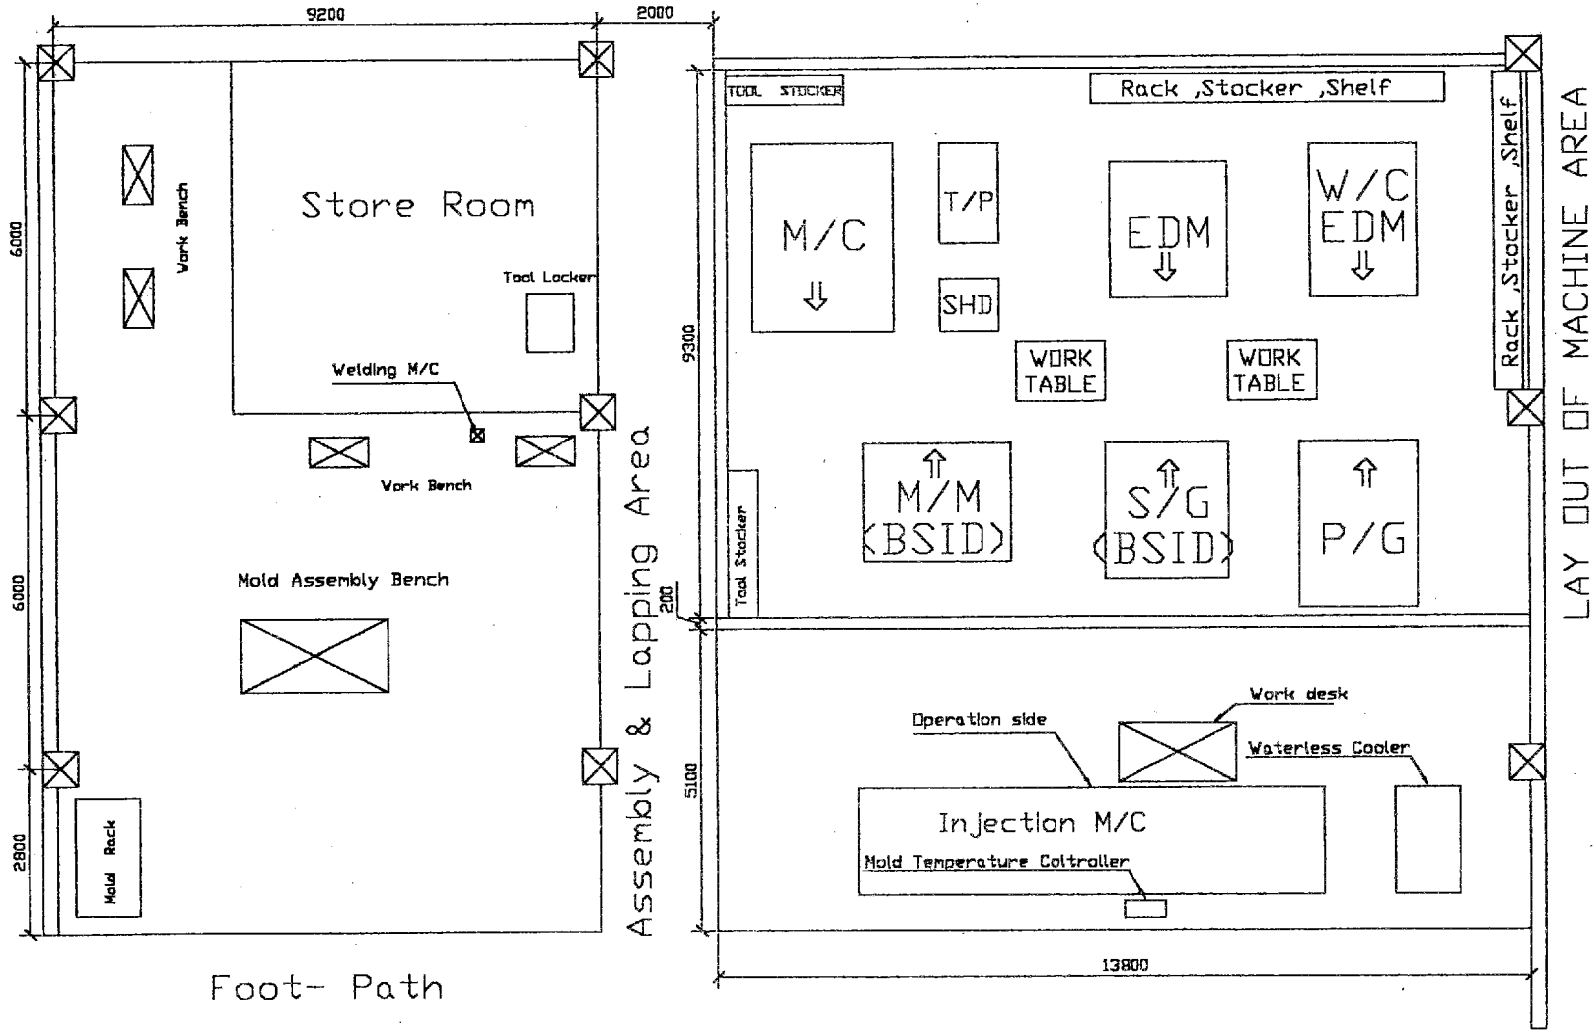 9200
2000
TOOL STOCKER
Rack ,Stocker ,Shelf
Rack ,Stocker ,Shelf
LAY OUT OF MACHINE AREA
6000
Work Bench
Store Room
Tool Locker
M/C
T/P
SHD
EDM
W/C
EDM
9300
WORK
TABLE
WORK
TABLE
Welding M/C
Work Bench
M/M
(BSID)
S/G
(BSID)
P/G
Tool Stocker
6000
Mold Assembly Bench
Assembly & Lapping Area
200
Operation side
Work desk
Waterless Cooler
5100
Injection M/C
Mold Temperature Coltroller
2800
Mold Rack
13800
Foot- Path